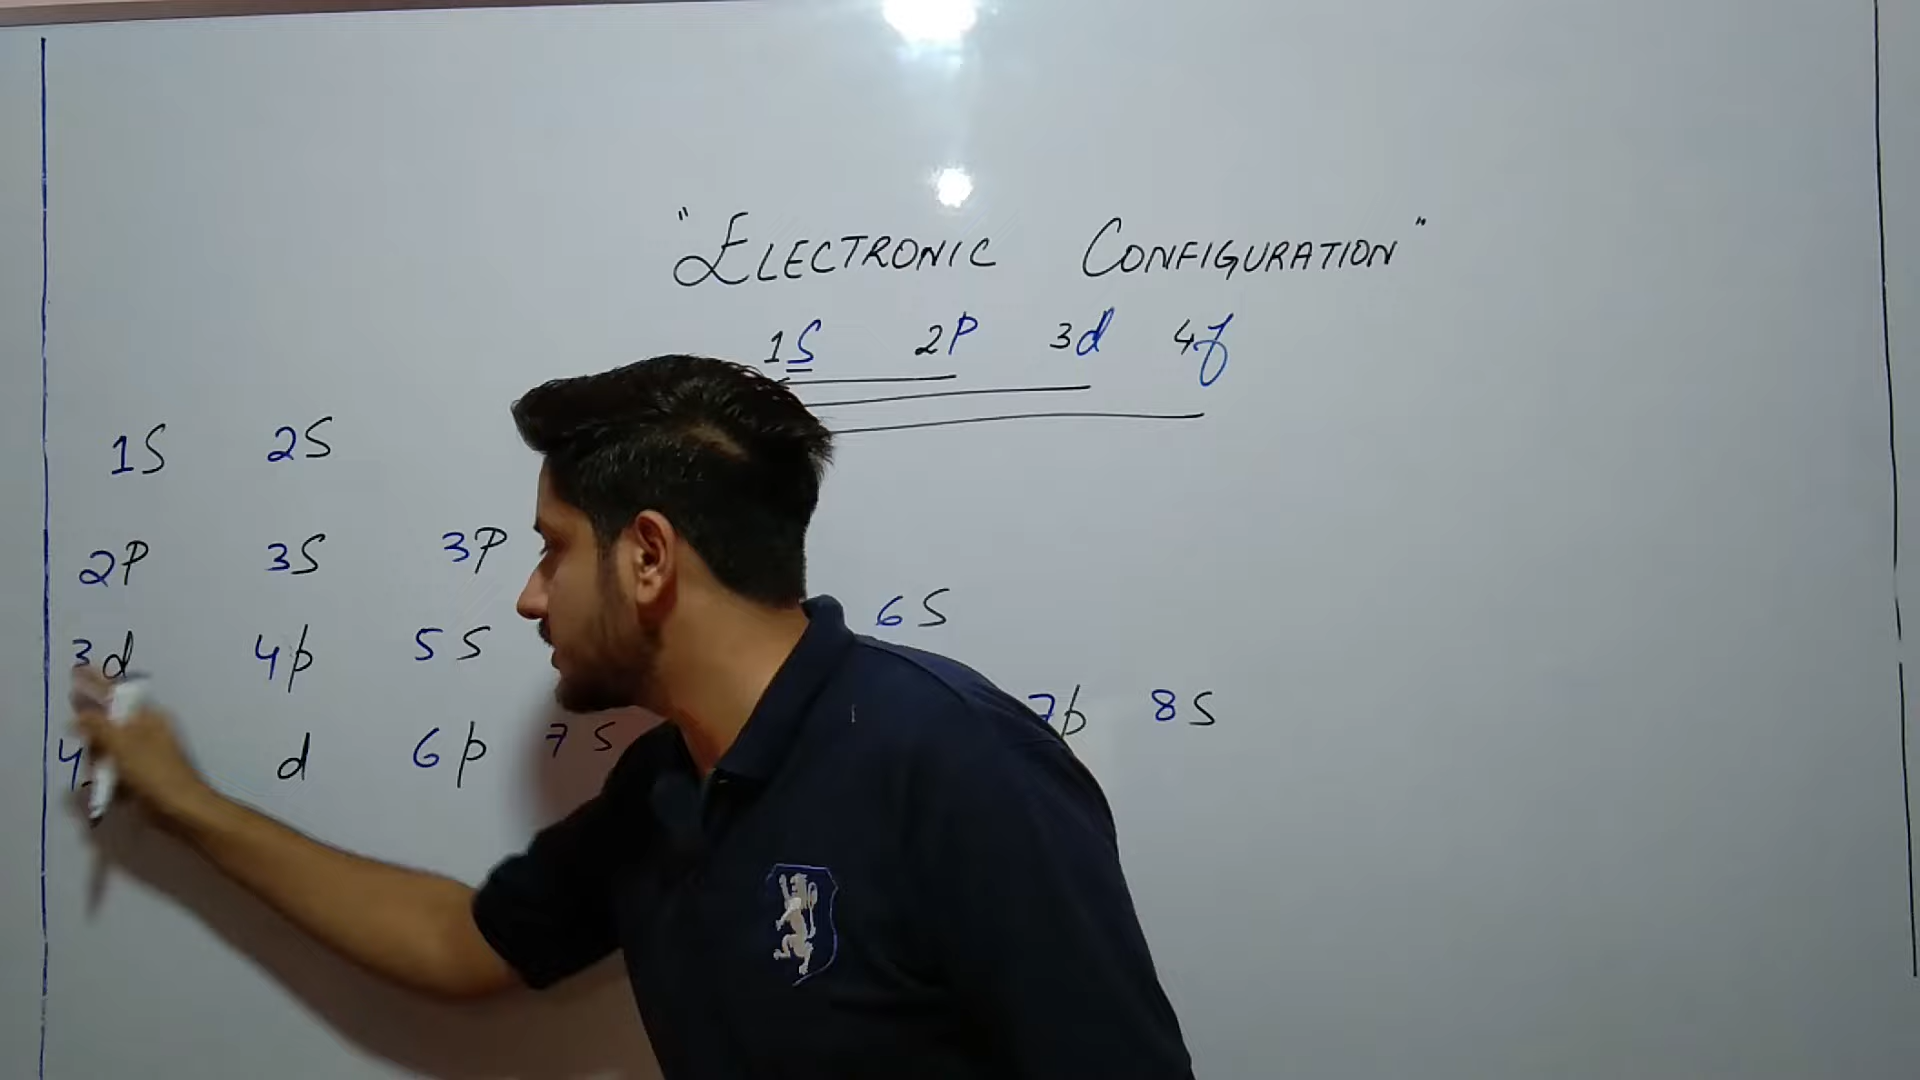 "ELECTRONIC CONFIGURATION"
1S 2P 3d 4f
1S 2S
2P 3S 3P
3d 4p 5S 6S
4 d 6p 7S 7p 8S